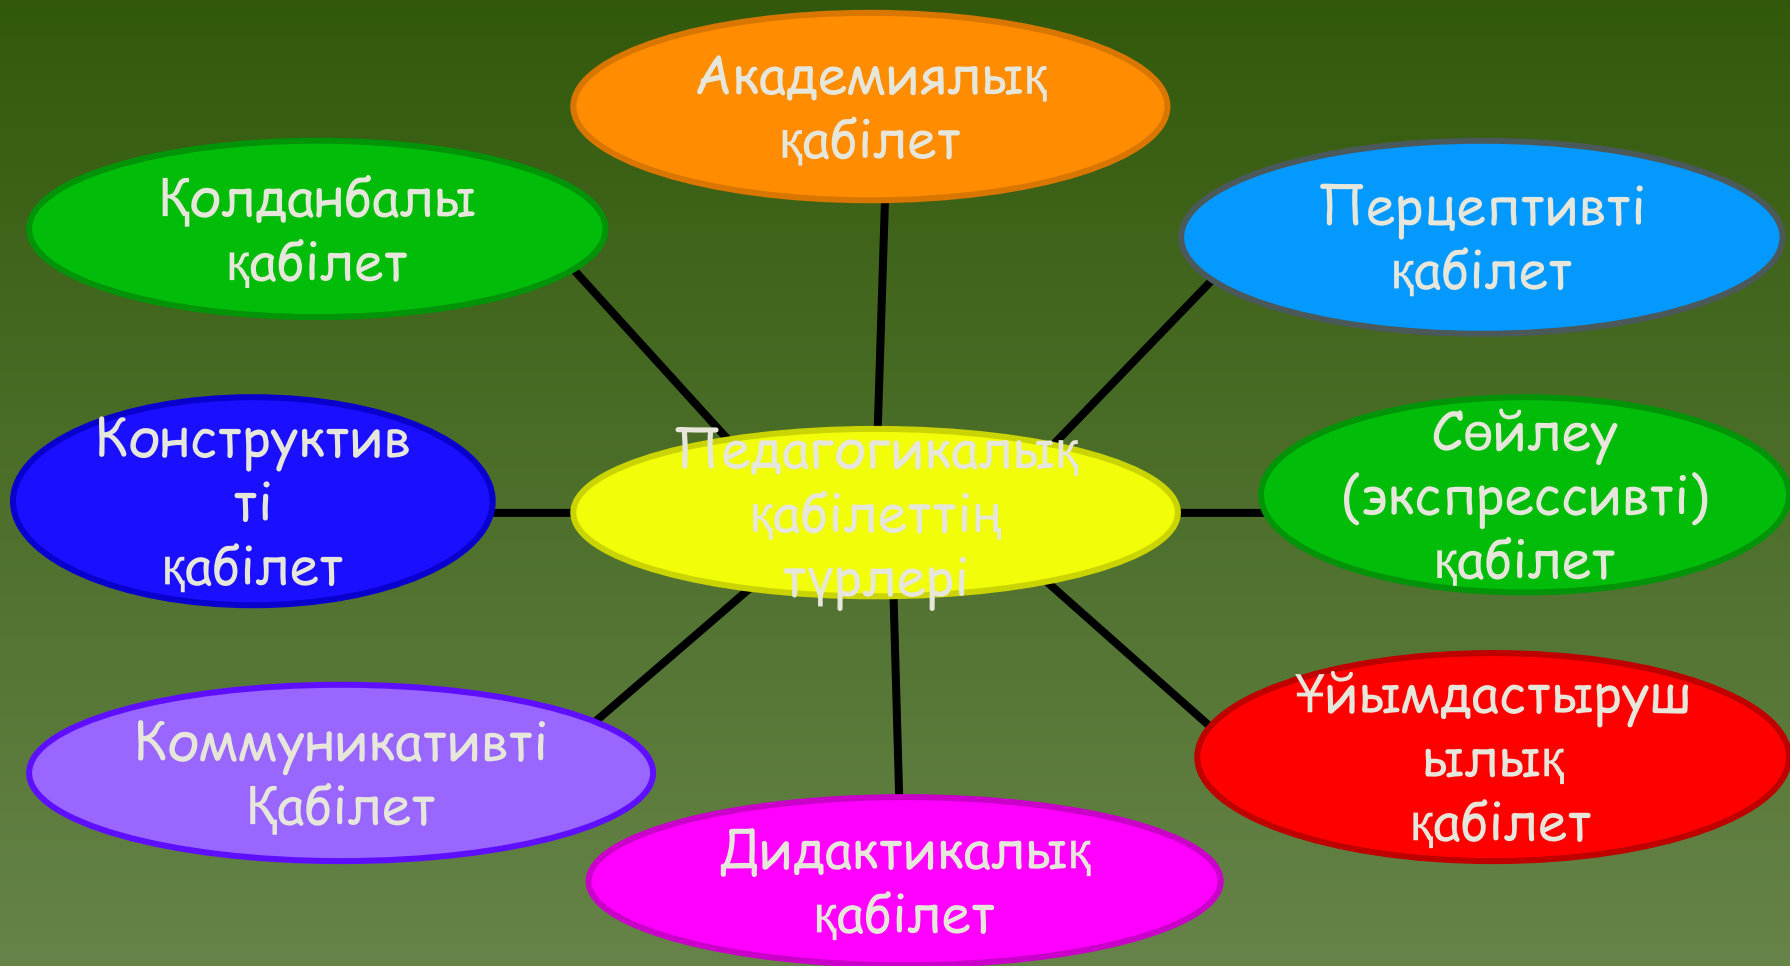 Академиялық
қабілет
Қолданбалы
қабілет
Перцептивті
қабілет
Конструктив
ті
қабілет
Педагогикалық
қабілеттің
түрлері
Сөйлеу
(экспрессивті)
қабілет
Коммуникативті
Қабілет
Ұйымдастыруш
ылық
қабілет
Дидактикалық
қабілет